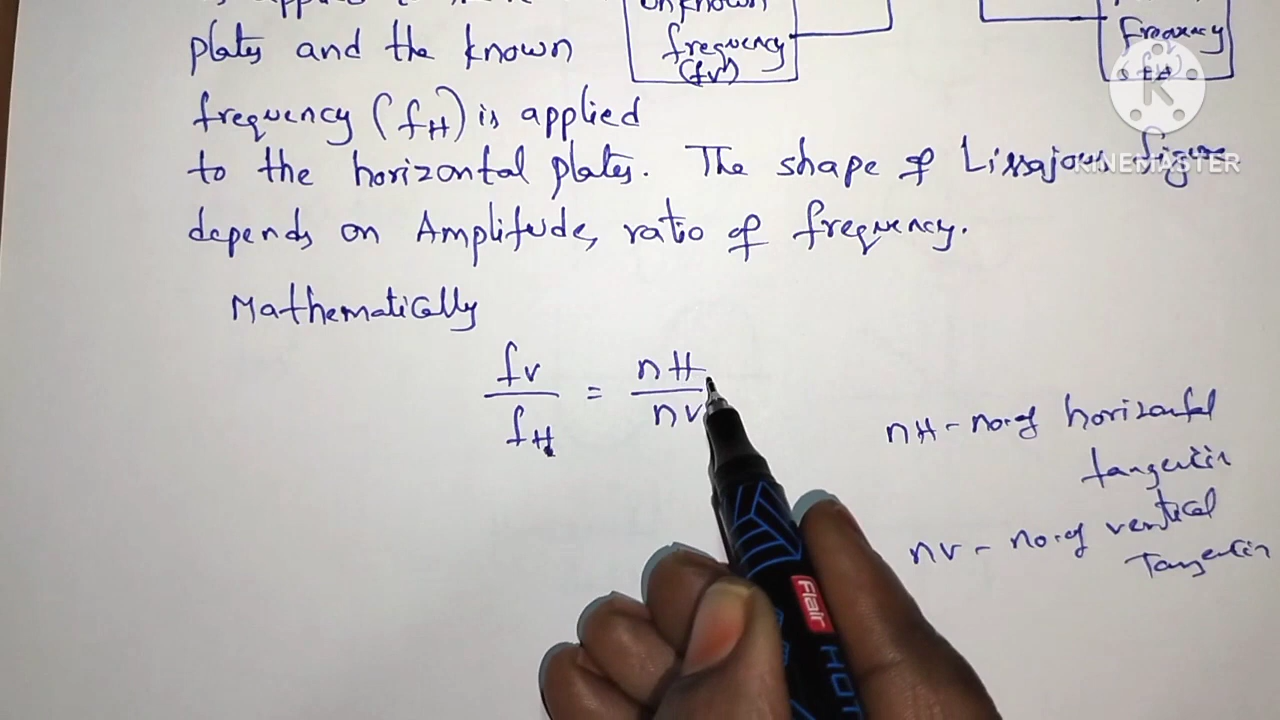 unknown
plates and the known
frequency
(fv)
Frequency
(fH)
frequency (fH) is applied
to the horizontal plates. The shape of Lissajous figure
depends on Amplitude, ratio of frequency.
Mathematically
fv
fH
=
nH
nv
nH - no. of horizontal
nv - no. of vertical
K
KINEMASTER
Flair
HOT